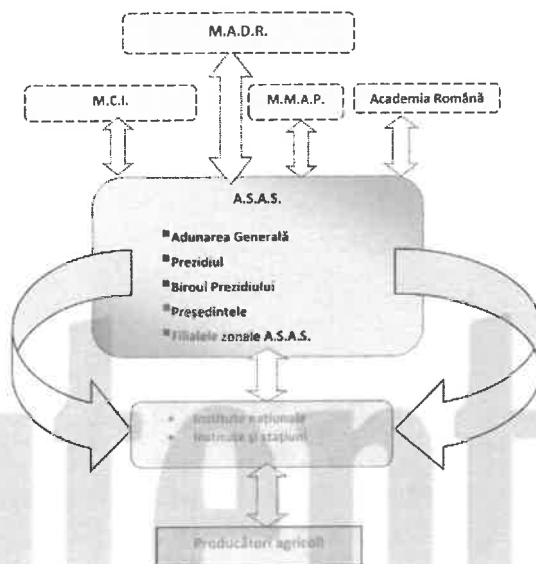 M.A.D.R.
M.C.I.
M.M.A.P.
Academia Română
A.S.A.S.
▪Adunarea Generală
▪Prezidiul
▪Biroul Prezidiului
▪Președintele
▪Filialele zonale A.S.A.S.
• Institute naționale
• Institute și stațiuni
Producători agricoli